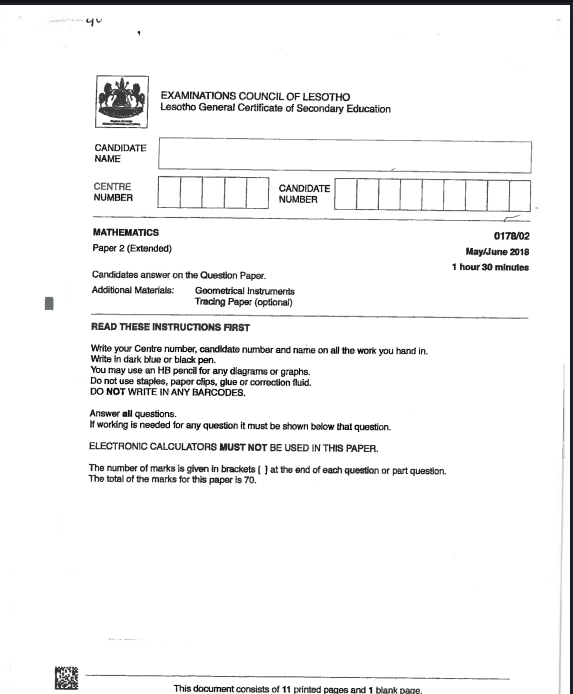 EXAMINATIONS COUNCIL OF LESOTHO
Lesotho General Certificate of Secondary Education
CANDIDATE
NAME
CENTRE
NUMBER
CANDIDATE
NUMBER
MATHEMATICS
0178/02
Paper 2 (Extended)
May/June 2018
1 hour 30 minutes
Candidates answer on the Question Paper.
Additional Materials: Geometrical Instruments
Tracing Paper (optional)
READ THESE INSTRUCTIONS FIRST
Write your Centre number, candidate number and name on all the work you hand in.
Write in dark blue or black pen.
You may use an HB pencil for any diagrams or graphs.
Do not use staples, paper clips, glue or correction fluid.
DO NOT WRITE IN ANY BARCODES.
Answer all questions.
If working is needed for any question it must be shown below that question.
ELECTRONIC CALCULATORS MUST NOT BE USED IN THIS PAPER.
The number of marks is given in brackets [ ] at the end of each question or part question.
The total of the marks for this paper is 70.
This document consists of 11 printed pages and 1 blank page.